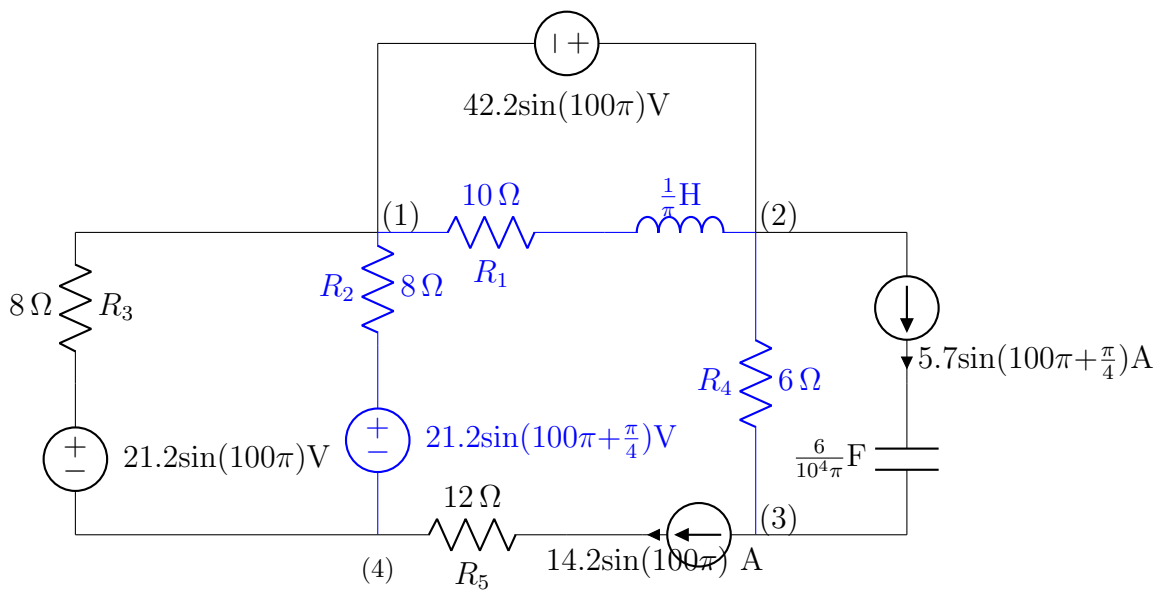 − +
42.2sin(100π)V
10 Ω
1/π H
(1)
(2)
R₁
8 Ω
R₃
R₂
8 Ω
5.7sin(100π+π/4)A
R₄
6 Ω
+
−
21.2sin(100π)V
+
−
21.2sin(100π+π/4)V
6/10⁴π F
12 Ω
(3)
14.2sin(100π) A
(4)
R₅